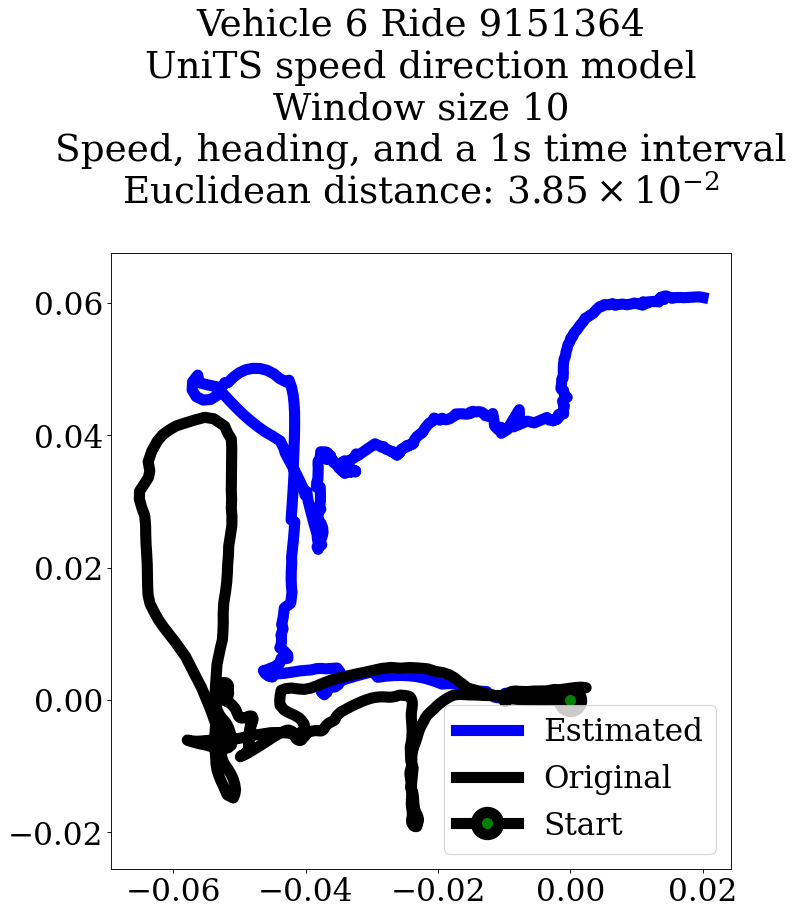 Vehicle 6 Ride 9151364
UniTS speed direction model
Window size 10
Speed, heading, and a 1s time interval
Euclidean distance: 3.85 × 10⁻²
0.06
0.04
0.02
0.00
−0.02
Estimated
Original
Start
−0.06 −0.04 −0.02 0.00 0.02